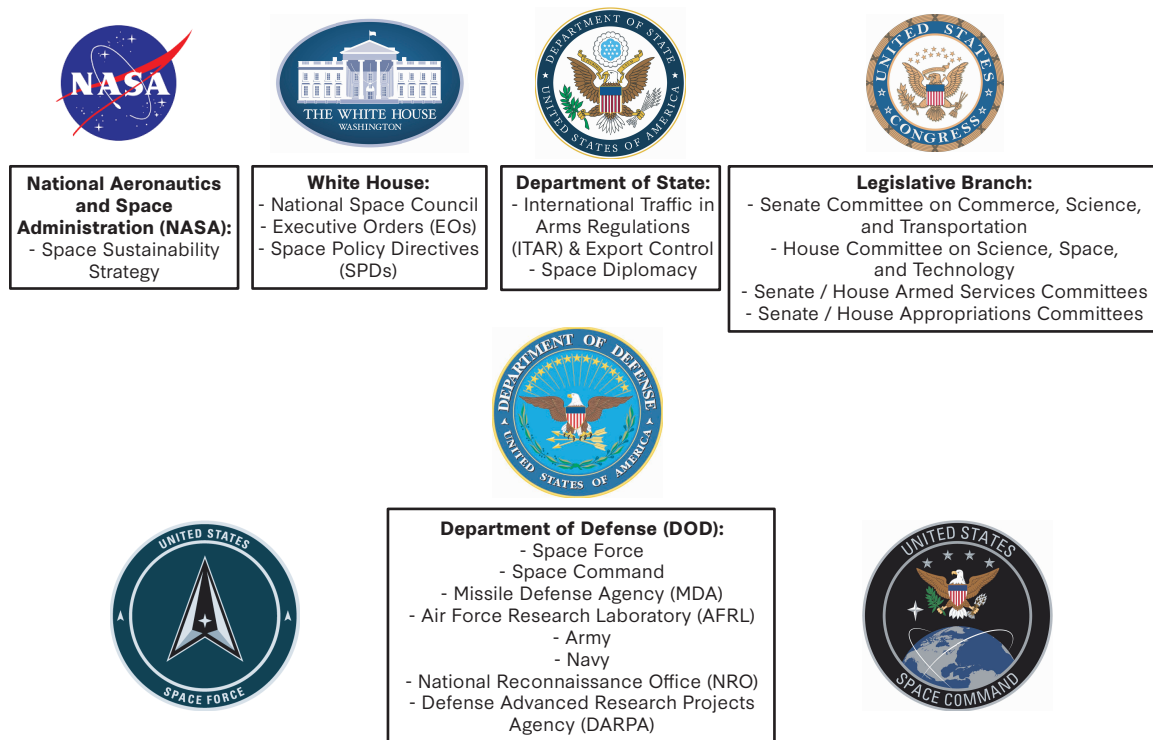 NASA
THE WHITE HOUSE
WASHINGTON
DEPARTMENT OF STATE
UNITED STATES OF AMERICA
UNITED STATES
CONGRESS
National Aeronautics
and Space
Administration (NASA):
- Space Sustainability
Strategy
White House:
- National Space Council
- Executive Orders (EOs)
- Space Policy Directives
(SPDs)
Department of State:
- International Traffic in
Arms Regulations
(ITAR) & Export Control
- Space Diplomacy
Legislative Branch:
- Senate Committee on Commerce, Science,
and Transportation
- House Committee on Science, Space,
and Technology
- Senate / House Armed Services Committees
- Senate / House Appropriations Committees
DEPARTMENT OF DEFENSE
UNITED STATES OF AMERICA
UNITED STATES
SPACE FORCE
Department of Defense (DOD):
- Space Force
- Space Command
- Missile Defense Agency (MDA)
- Air Force Research Laboratory (AFRL)
- Army
- Navy
- National Reconnaissance Office (NRO)
- Defense Advanced Research Projects
Agency (DARPA)
UNITED STATES
SPACE COMMAND